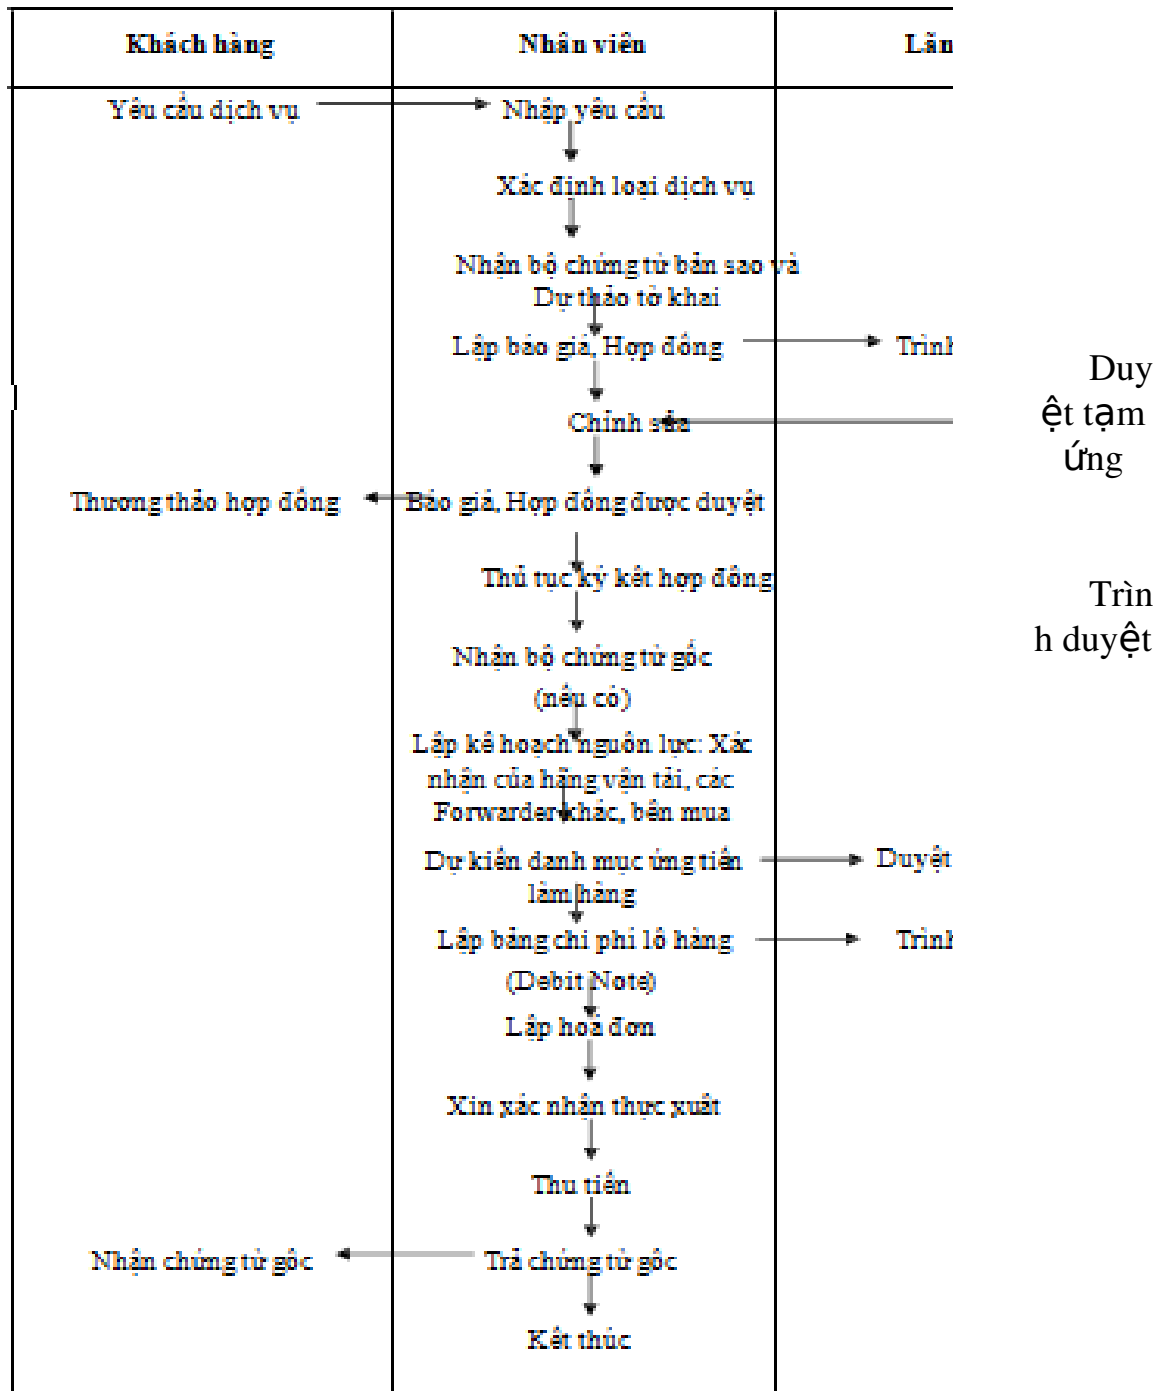 Khách hàng
Nhân viên
Lãn
Yêu cầu dịch vụ
Nhập yêu cầu
Xác định loại dịch vụ
Nhận bộ chứng từ bản sao và
Dự thảo tờ khai
Lập báo giá, Hợp đồng
Trình
Duy
ệt tạm
ứng
Chỉnh sửa
Thương thảo hợp đồng
Báo giá, Hợp đồng được duyệt
Thủ tục ký kết hợp đồng
Trìn
h duyệt
Nhận bộ chứng từ gốc
(nếu có)
Lập kế hoạch nguồn lực: Xác
nhận của hãng vận tải, các
Forwarder khác, bên mua
Dự kiến danh mục ứng tiền
làm hàng
Duyệt
Lập bảng chi phí lô hàng
Trình
(Debit Note)
Lập hoá đơn
Xin xác nhận thực xuất
Thu tiền
Nhận chứng từ gốc
Trả chứng từ gốc
Kết thúc